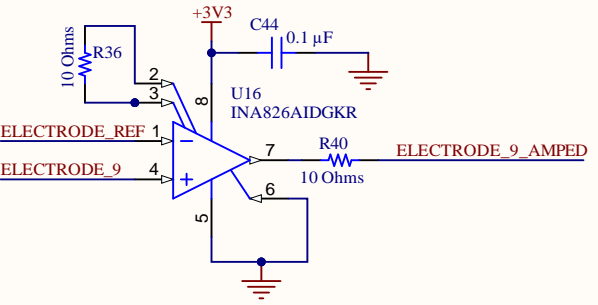 +3V3
C44
0.1 µF
10 Ohms
R36
2
3
8
U16
INA826AIDGKR
ELECTRODE_REF
1
7
R40
10 Ohms
ELECTRODE_9_AMPED
ELECTRODE_9
4
6
5